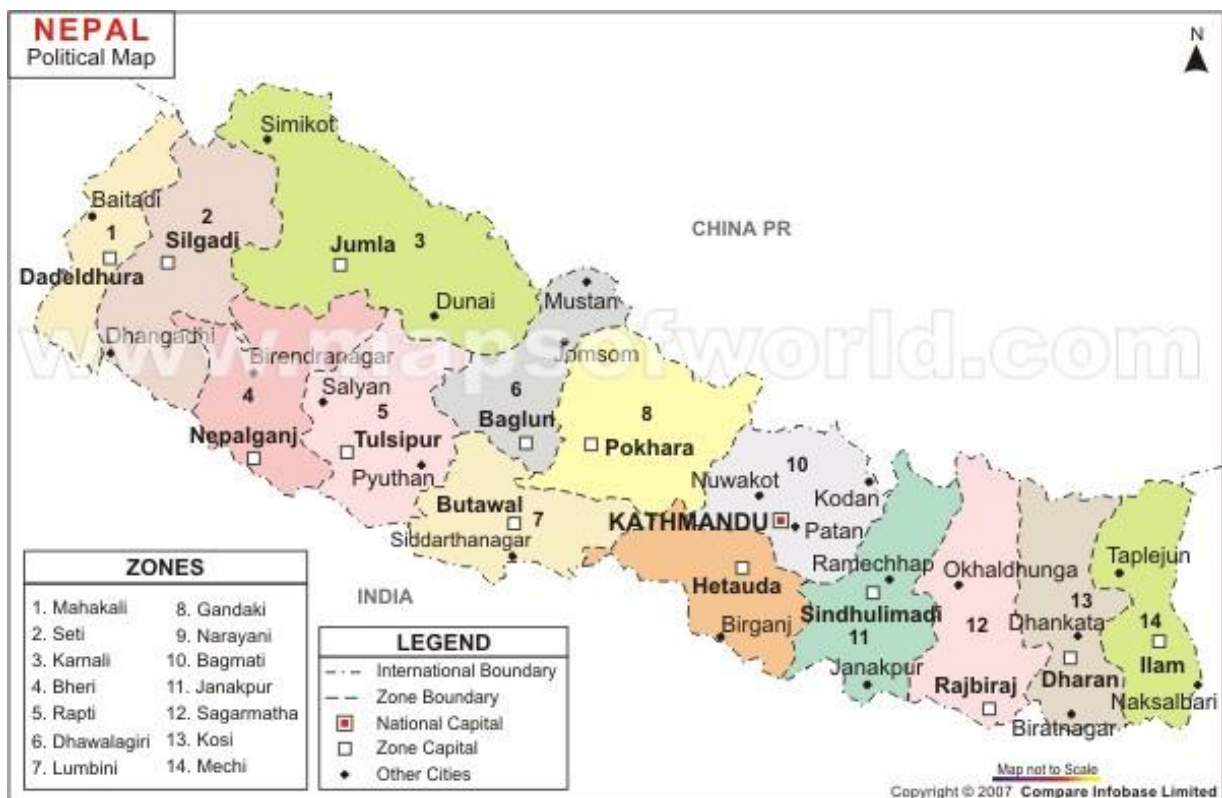 NEPAL
Political Map
N
Simikot
Baitadi
2
1
Silgadi
Jumla
3
CHINA PR
Dadeldhura
Mustan
Dunai
www.mapsofworld.com
Dhangadhi
Birendranagar
Jomsom
Salyan
4
5
6
8
Baglun
Nepalganj
Tulsipur
Pokhara
10
Pyuthan
Nuwakot
Kodan
Butawal
7
KATHMANDU
Patan
Siddarthanagar
Ramechhap
Okhaldhunga
Taplejun
Hetauda
INDIA
Sindhulimadi
13
Birganj
11
12
Dhankata
14
Janakpur
Ilam
Rajbiraj
Dharan
Naksalbari
Biratnagar
ZONES
1. Mahakali
2. Seti
3. Karnali
4. Bheri
5. Rapti
6. Dhawalagiri
7. Lumbini
8. Gandaki
9. Narayani
10. Bagmati
11. Janakpur
12. Sagarmatha
13. Kosi
14. Mechi
LEGEND
International Boundary
Zone Boundary
National Capital
Zone Capital
Other Cities
Map not to Scale
Copyright © 2007 Compare Infobase Limited